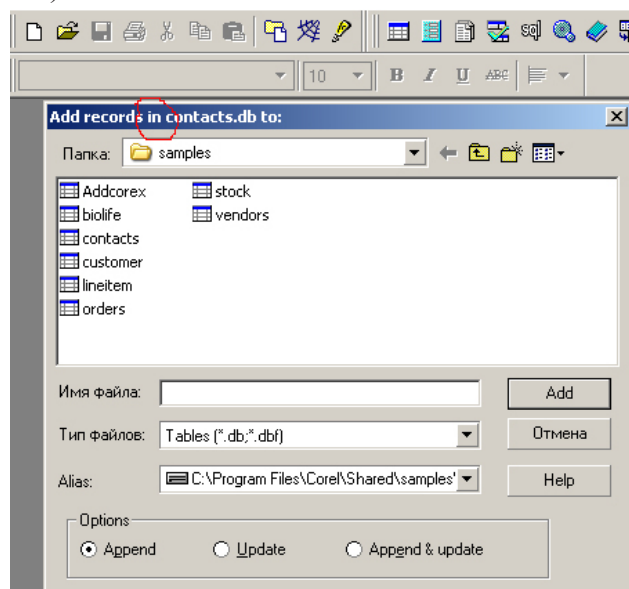 sql
10 B I U ABC
Add records in contacts.db to:
Папка: samples
Addcorex stock
biolife vendors
contacts
customer
lineitem
orders
Имя файла: Add
Тип файлов: Tables (*.db;*.dbf) Отмена
Alias: C:\Program Files\Corel\Shared\samples' Help
Options
Append Update Append & update